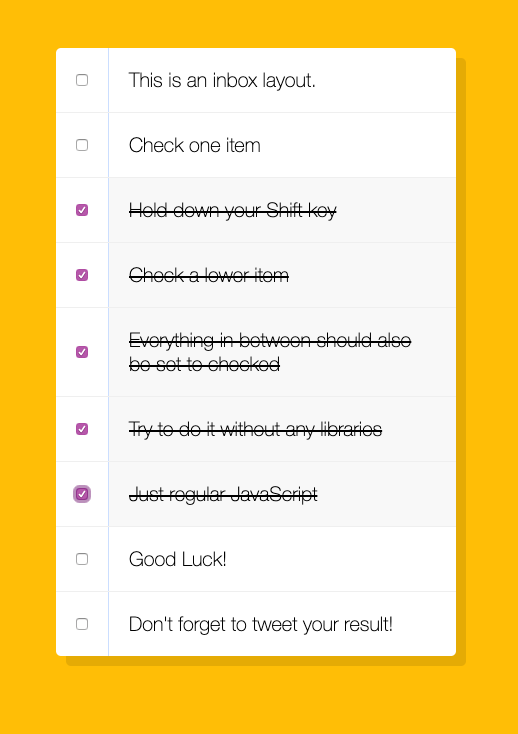 This is an inbox layout.
Check one item
Hold down your Shift key
Check a lower item
Everything in between should also
be set to checked
Try to do it without any libraries
Just regular JavaScript
Good Luck!
Don't forget to tweet your result!